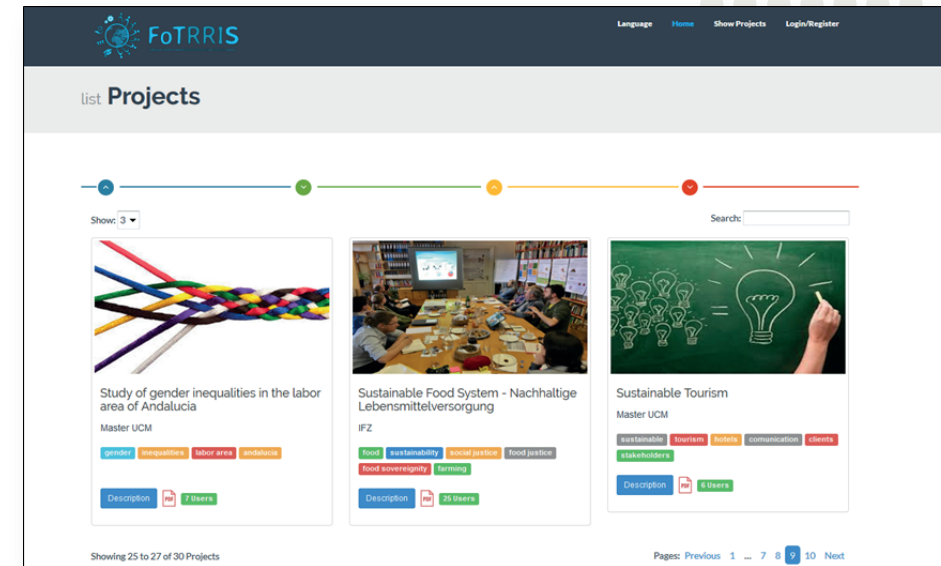 FoTRRIS
Language Home Show Projects Login/Register
list Projects
Show: 3
Search:
Study of gender inequalities in the labor
area of Andalucia
Master UCM
gender inequalities labor area andalucia
Description PDF 7 Users
Sustainable Food System - Nachhaltige
Lebensmittelversorgung
IFZ
food sustainability social justice food justice
food sovereignity farming
Description PDF 25 Users
Sustainable Tourism
Master UCM
sustainable tourism hotels comunication clients
stakeholders
Description PDF 6 Users
Showing 25 to 27 of 30 Projects
Pages: Previous 1 ... 7 8 9 10 Next